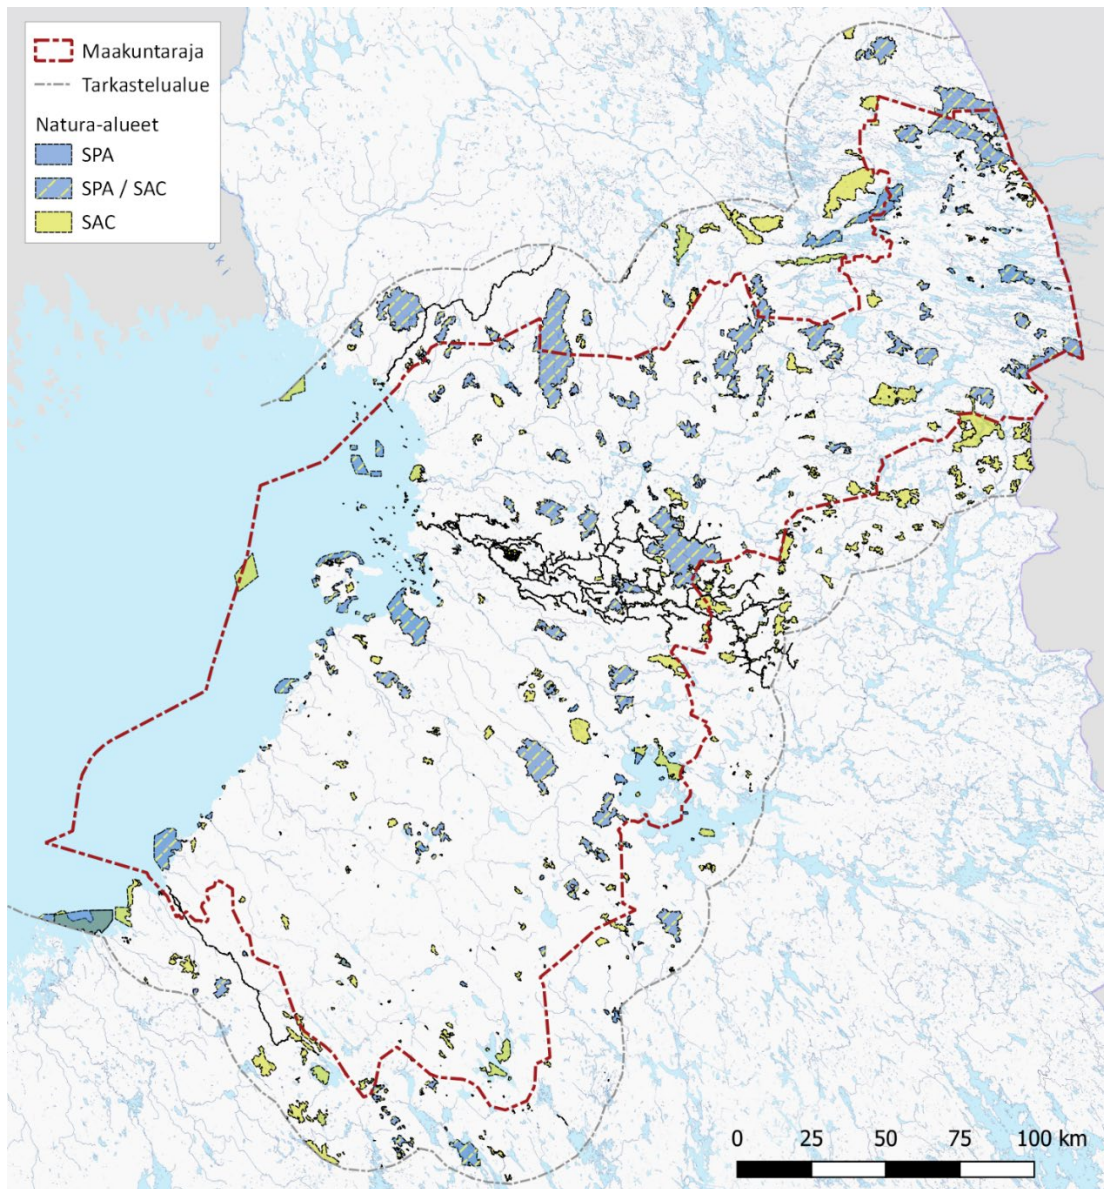 Maakuntaraja
Tarkastelualue
Natura-alueet
SPA
SPA / SAC
SAC
0 25 50 75 100 km